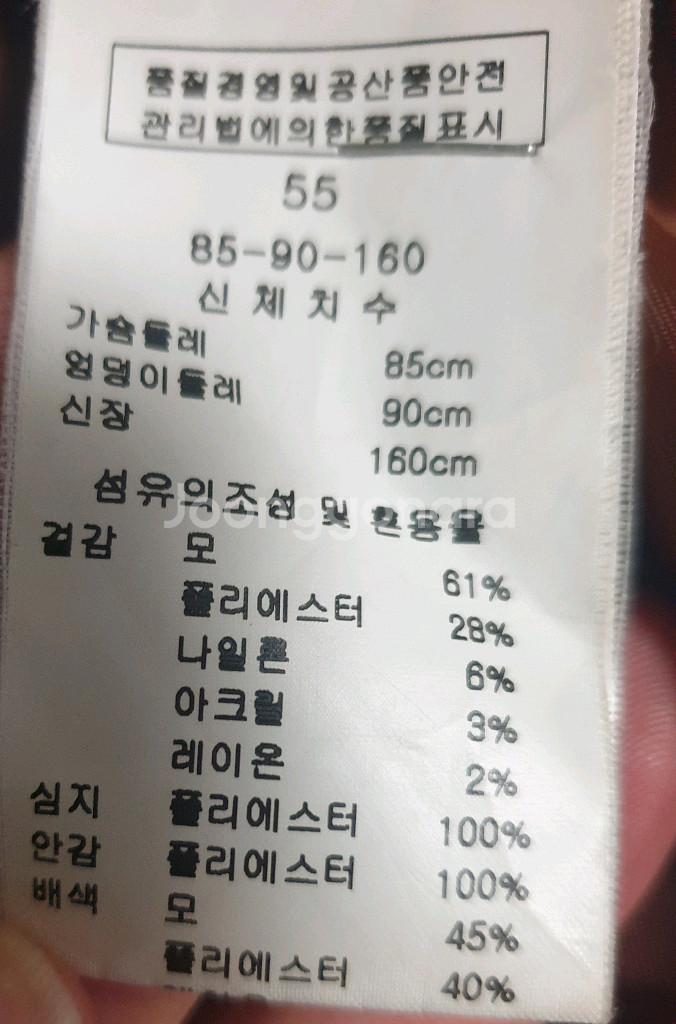 품질경영및공산품안전
관리법에의한품질표시
55
85-90-160
신체치수
가슴둘레 85cm
엉덩이둘레 90cm
신장 160cm
섬유의조성 및 혼용율
Joonggonara
겉감 모 61%
폴리에스터 28%
나일론 6%
아크릴 3%
레이온 2%
심지 폴리에스터 100%
안감 폴리에스터 100%
배색 모 45%
폴리에스터 40%